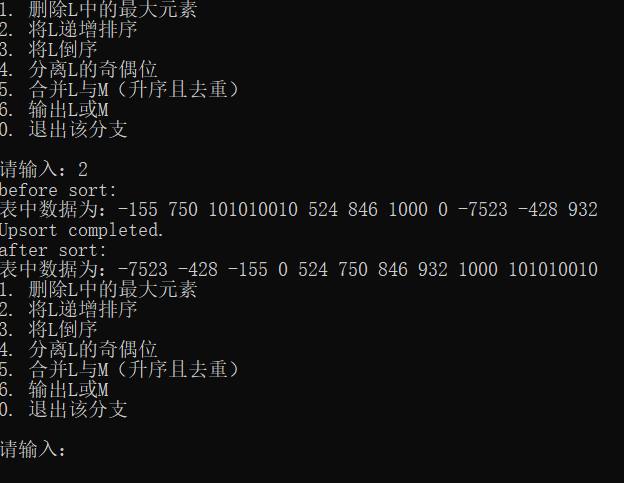 1. 删除L中的最大元素
2. 将L递增排序
3. 将L倒序
4. 分离L的奇偶位
5. 合并L与M（升序且去重）
6. 输出L或M
0. 退出该分支
请输入：2
before sort:
表中数据为：-155 750 101010010 524 846 1000 0 -7523 -428 932
Upsort completed.
after sort:
表中数据为：-7523 -428 -155 0 524 750 846 932 1000 101010010
1. 删除L中的最大元素
2. 将L递增排序
3. 将L倒序
4. 分离L的奇偶位
5. 合并L与M（升序且去重）
6. 输出L或M
0. 退出该分支
请输入：